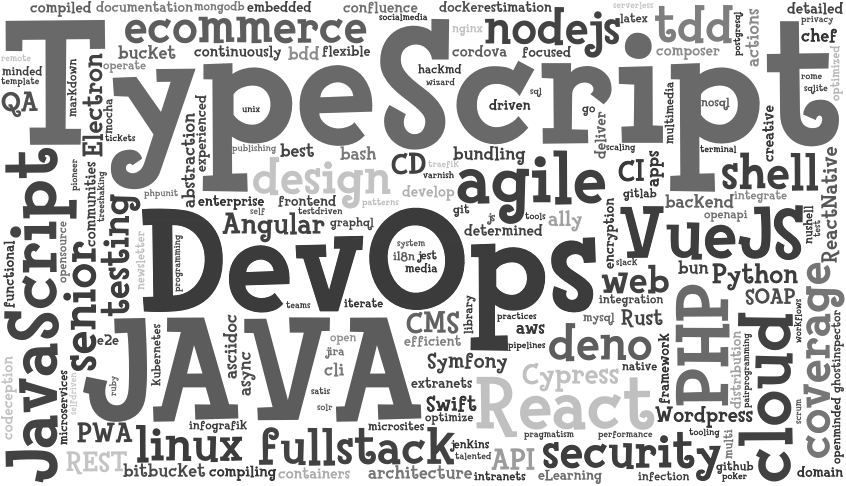 compiled documentation mongodb embedded confluence dockerestimation serverless detailed
ecommerce socialmedia nginx nodejs latex tdd postgresql actions privacy chef
bucket continuously bdd flexible cordova focused composer
remote minded template operate markdown Electron
TypeScript
hackmd wizard sql driven go deliver scaling multimedia nosql terminal creative rome sqlite optimized
QA mocha tickets unix
abstraction experienced publishing best bash CD traefik varnish bundling CI apps gitlab shell
JavaScript pioneer communities treeshaking phpunit design patterns develop agile integrate ReactNative
enterprise frontend self testdriven git js tools ally backend openapi
Angular graphql determined encryption VueJS nushell test
functional opensource senior testing newsletter programming
DevOps
system i18n jest media slack web bun Python
teams iterate library practices integration SOAP
JAVA
e2e kubernetes asciidoc async open jira cli CMS efficient pipelines aws mysql Rust
PHP cloud workflows coverage ghostinspector
ruby satis solr Symfony deno native framework distribution pairprogramming
codeception microservices selfdriven extranets Cypress
React
Swift optimize Wordpress scrum openminded
PWA infografik microsites pragmatism performance tooling
REST linux fullstack jenkins talented API security multi github poker
bitbucket compiling containers architecture intranets eLearning infection domain